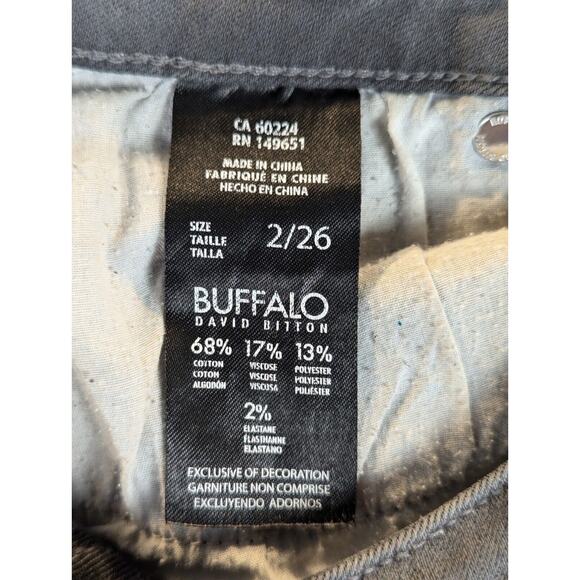 CA 60224
RN 149651
MADE IN CHINA
FABRIQUÉ EN CHINE
HECHO EN CHINA
SIZE
TAILLE 2/26
TALLA
BUFFALO
DAVID BITTON
68% 17% 13%
COTTON VISCOSE POLYESTER
COTON VISCOSE POLYESTER
ALGODÓN VISCOSA POLIÉSTER
2%
ELASTANE
ÉLASTHANNE
ELASTANO
EXCLUSIVE OF DECORATION
GARNITURE NON COMPRISE
EXCLUYENDO ADORNOS